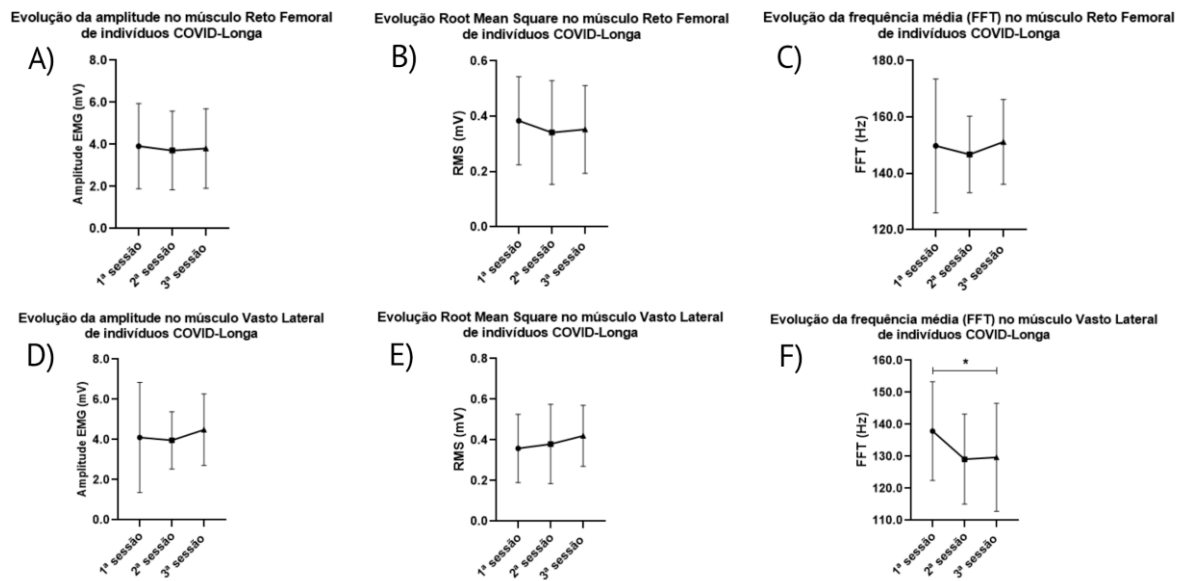 Evolução da amplitude no músculo Reto Femoral
de indivíduos COVID-Longa
A)
8.0
6.0
4.0
2.0
0.0
Amplitude EMG (mV)
1ª sessão
2ª sessão
3ª sessão
Evolução Root Mean Square no músculo Reto Femoral
de indivíduos COVID-Longa
B)
0.6
0.4
0.2
0.0
RMS (mV)
1ª sessão
2ª sessão
3ª sessão
Evolução da frequência média (FFT) no músculo Reto Femoral
de indivíduos COVID-Longa
C)
180.0
160.0
140.0
120.0
FFT (Hz)
1ª sessão
2ª sessão
3ª sessão
Evolução da amplitude no músculo Vasto Lateral
de indivíduos COVID-Longa
D)
8.0
6.0
4.0
2.0
0.0
Amplitude EMG (mV)
1ª sessão
2ª sessão
3ª sessão
Evolução Root Mean Square no músculo Vasto Lateral
de indivíduos COVID-Longa
E)
0.8
0.6
0.4
0.2
0.0
RMS (mV)
1ª sessão
2ª sessão
3ª sessão
Evolução da frequência média (FFT) no músculo Vasto Lateral
de indivíduos COVID-Longa
F)
160.0
150.0
140.0
130.0
120.0
110.0
FFT (Hz)
*
1ª sessão
2ª sessão
3ª sessão